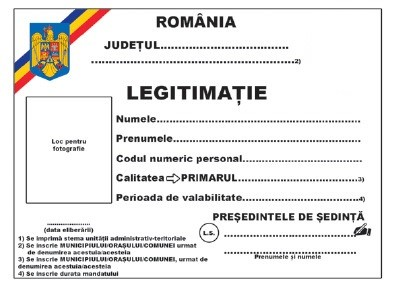 ROMÂNIA
JUDEȚUL.......................................
..............................................................2)
LEGITIMAȚIE
Loc pentru
fotografie
Numele.....................................................................
Prenumele...............................................................
Codul numeric personal....................................
Calitatea ⇨ PRIMARUL....................................3)
Perioada de valabilitate......................................4)
PREȘEDINTELE DE ȘEDINȚĂ
L.S.
.......................................
Prenumele și numele
.....................
(data eliberării)
1) Se imprimă stema unității administrativ-teritoriale
2) Se înscrie MUNICIPIULUI/ORAȘULUI/COMUNEI, urmat
de denumirea acestuia/acesteia
3) Se înscrie MUNICIPIULUI/ORAȘULUI/COMUNEI, urmat de
denumirea acestuia/acesteia
4) Se înscrie durata mandatului